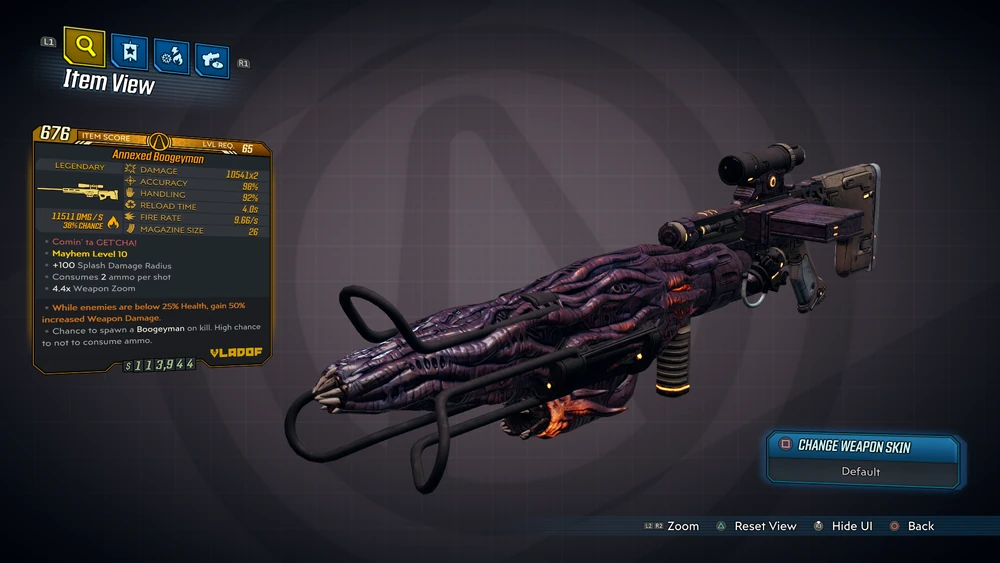 L1
R1
Item View
676 ITEM SCORE LVL REQ. 65
Annexed Boogeyman
LEGENDARY
DAMAGE 10541x2
ACCURACY 98%
HANDLING 92%
RELOAD TIME 4.0s
FIRE RATE 9.66/s
MAGAZINE SIZE 26
11511 DMG / S
38% CHANCE
Comin' ta GET'CHA!
Mayhem Level 10
+100 Splash Damage Radius
Consumes 2 ammo per shot
4.4x Weapon Zoom
While enemies are below 25% Health, gain 50%
increased Weapon Damage.
Chance to spawn a Boogeyman on kill. High chance
to not to consume ammo.
VLADOF
$113,944
CHANGE WEAPON SKIN
Default
L2 R2 Zoom Reset View Hide UI Back